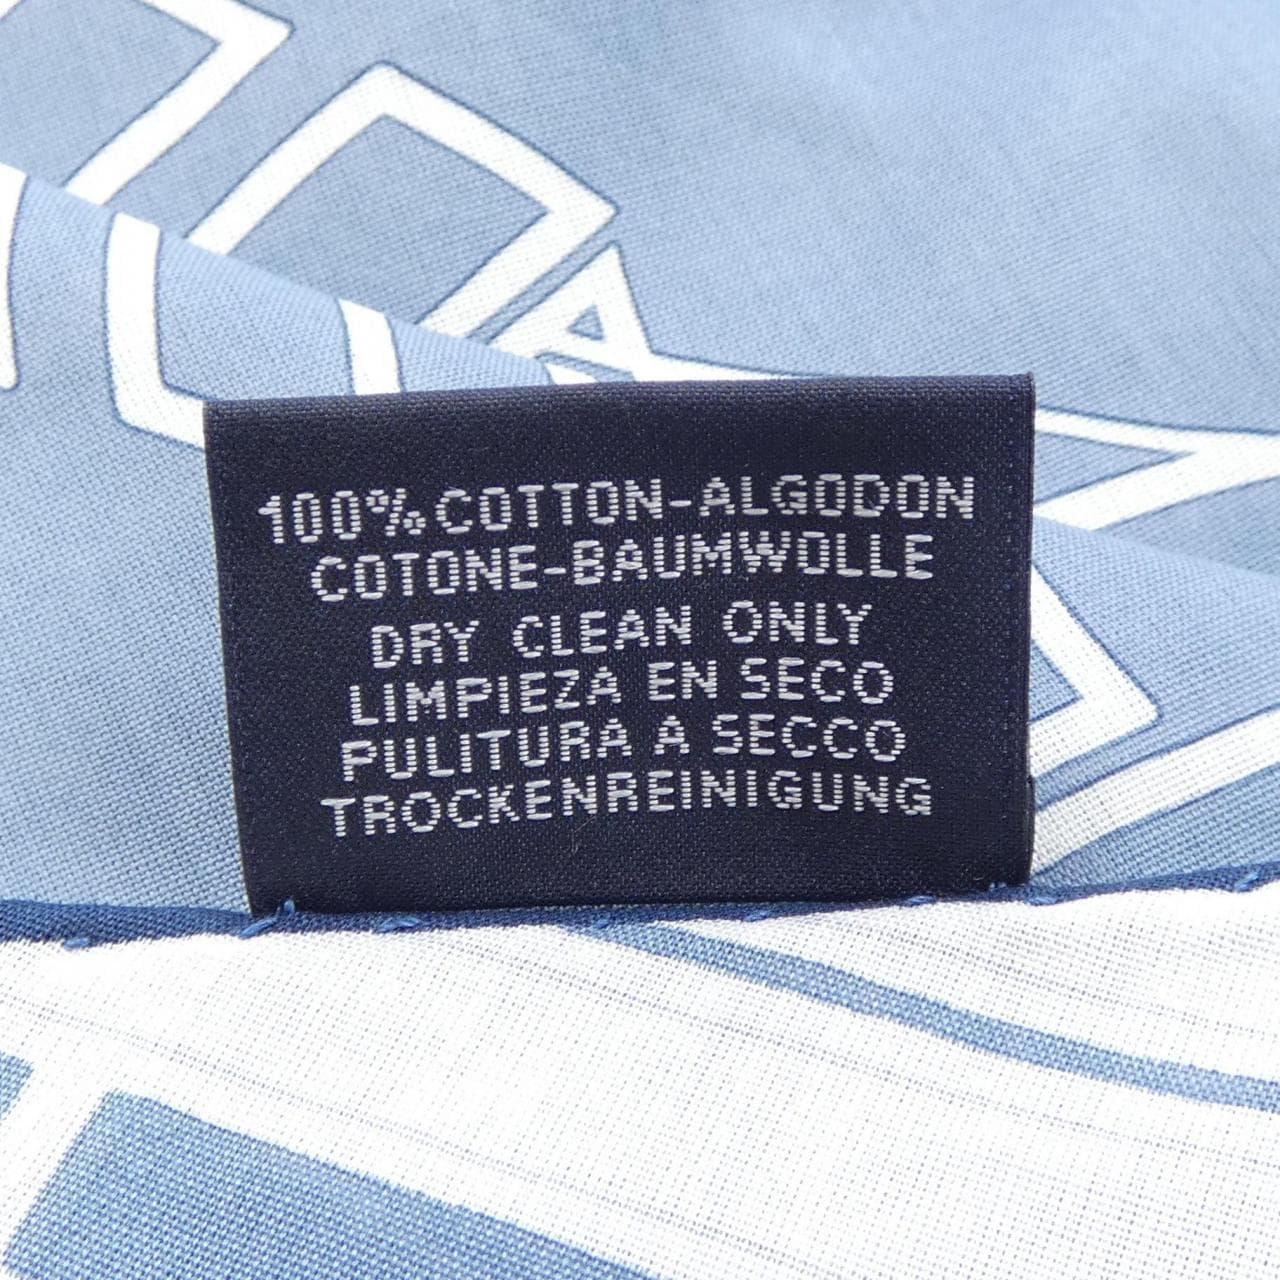 100%COTTON-ALGODON
COTONE-BAUMWOLLE
DRY CLEAN ONLY
LIMPIEZA EN SECO
PULITURA A SECCO
TROCKENREINIGUNG